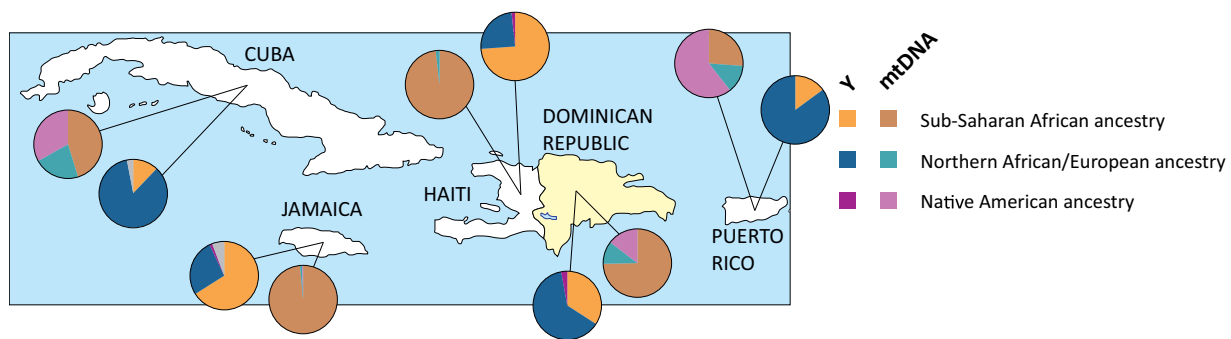 CUBA
DOMINICAN
REPUBLIC
HAITI
JAMAICA
PUERTO
RICO
Y
mtDNA
Sub-Saharan African ancestry
Northern African/European ancestry
Native American ancestry